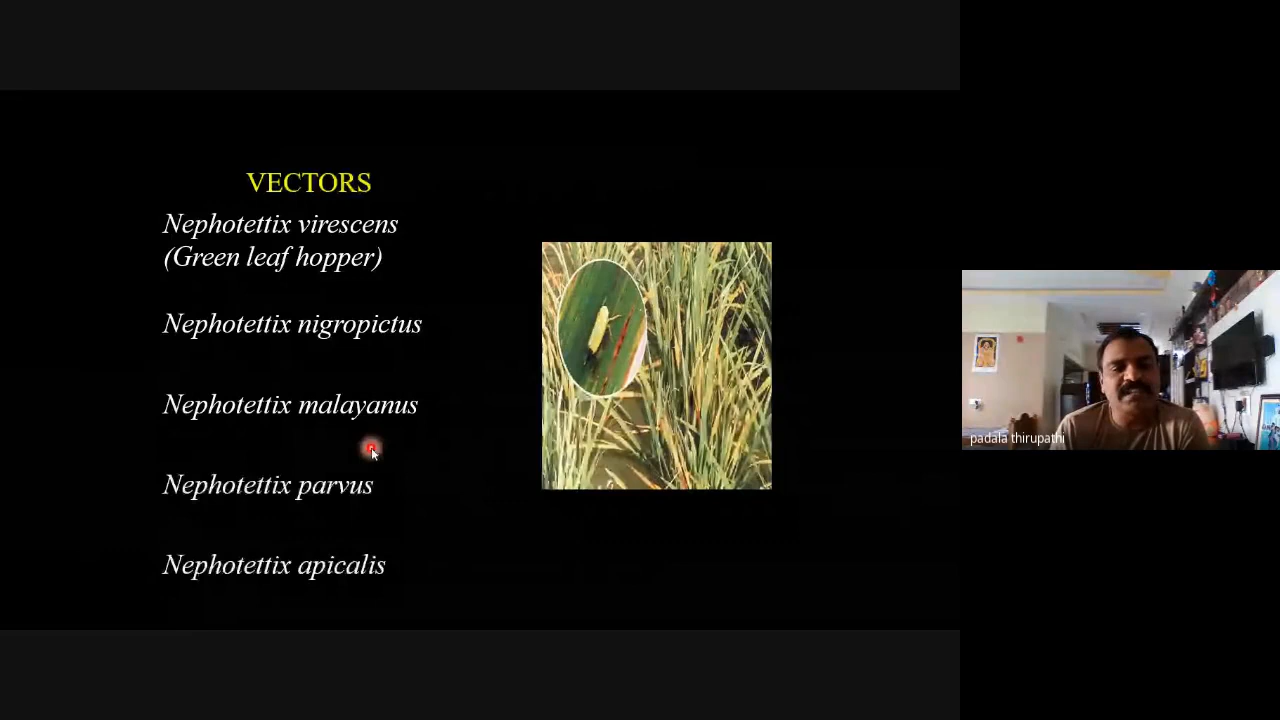 VECTORS
Nephotettix virescens
(Green leaf hopper)
Nephotettix nigropictus
Nephotettix malayanus
Nephotettix parvus
Nephotettix apicalis
padala thirupathi